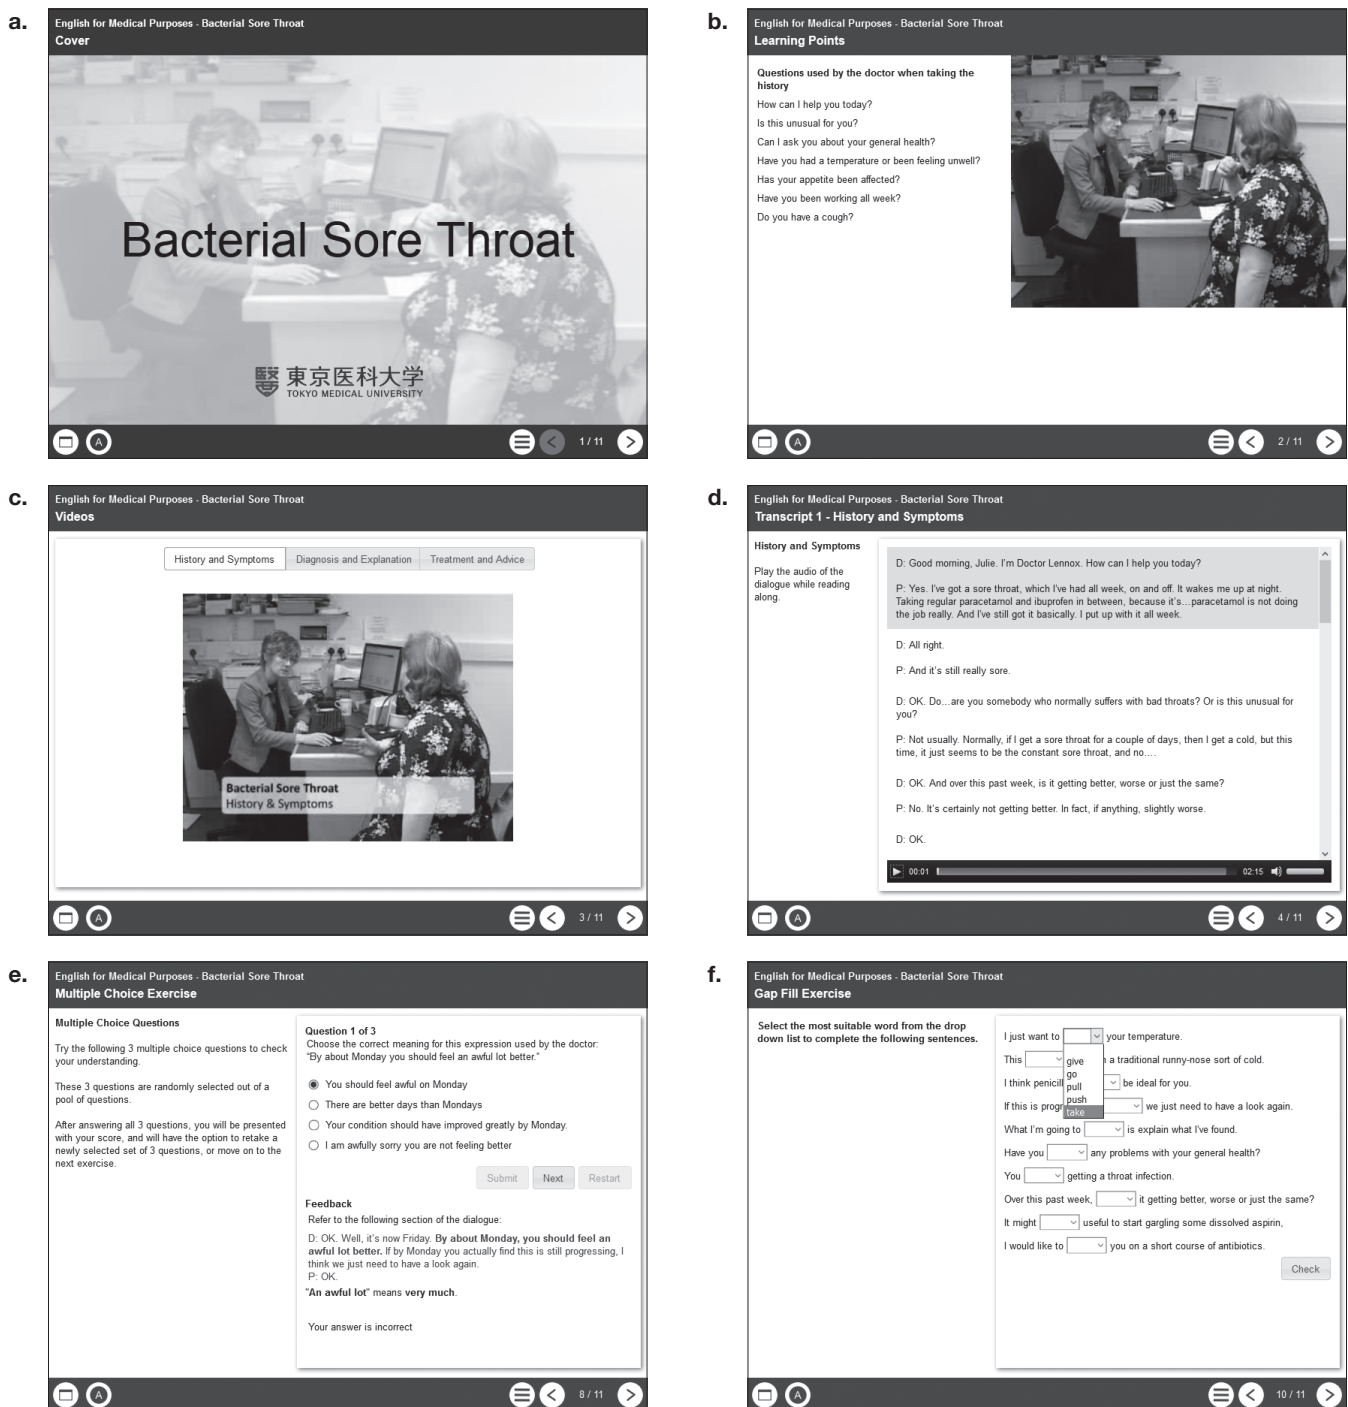 a.
English for Medical Purposes - Bacterial Sore Throat
Cover
Bacterial Sore Throat
東京医科大学
TOKYO MEDICAL UNIVERSITY
A
1 / 11
b.
English for Medical Purposes - Bacterial Sore Throat
Learning Points
Questions used by the doctor when taking the
history
How can I help you today?
Is this unusual for you?
Can I ask you about your general health?
Have you had a temperature or been feeling unwell?
Has your appetite been affected?
Have you been working all week?
Do you have a cough?
A
2 / 11
c.
English for Medical Purposes - Bacterial Sore Throat
Videos
History and Symptoms
Diagnosis and Explanation
Treatment and Advice
Bacterial Sore Throat
History & Symptoms
A
3 / 11
d.
English for Medical Purposes - Bacterial Sore Throat
Transcript 1 - History and Symptoms
History and Symptoms
Play the audio of the
dialogue while reading
along.
D: Good morning, Julie. I'm Doctor Lennox. How can I help you today?
P: Yes. I've got a sore throat, which I've had all week, on and off. It wakes me up at night.
Taking regular paracetamol and ibuprofen in between, because it's...paracetamol is not doing
the job really. And I've still got it basically. I put up with it all week.
D: All right.
P: And it's still really sore.
D: OK. Do...are you somebody who normally suffers with bad throats? Or is this unusual for
you?
P: Not usually. Normally, if I get a sore throat for a couple of days, then I get a cold, but this
time, it just seems to be the constant sore throat, and no....
D: OK. And over this past week, is it getting better, worse or just the same?
P: No. It's certainly not getting better. In fact, if anything, slightly worse.
D: OK.
00:01
02:15
A
4 / 11
e.
English for Medical Purposes - Bacterial Sore Throat
Multiple Choice Exercise
Multiple Choice Questions
Try the following 3 multiple choice questions to check
your understanding.
These 3 questions are randomly selected out of a
pool of questions.
After answering all 3 questions, you will be presented
with your score, and will have the option to retake a
newly selected set of 3 questions, or move on to the
next exercise.
Question 1 of 3
Choose the correct meaning for this expression used by the doctor:
"By about Monday you should feel an awful lot better."
You should feel awful on Monday
There are better days than Mondays
Your condition should have improved greatly by Monday.
I am awfully sorry you are not feeling better
Submit
Next
Restart
Feedback
Refer to the following section of the dialogue:
D: OK. Well, it's now Friday. By about Monday, you should feel an
awful lot better. If by Monday you actually find this is still progressing, I
think we just need to have a look again.
P: OK.
"An awful lot" means very much.
Your answer is incorrect
A
8 / 11
f.
English for Medical Purposes - Bacterial Sore Throat
Gap Fill Exercise
Select the most suitable word from the drop
down list to complete the following sentences.
I just want to your temperature.
This a traditional runny-nose sort of cold.
I think penicill be ideal for you.
If this is progr we just need to have a look again.
give
go
pull
push
take
What I'm going to is explain what I've found.
Have you any problems with your general health?
You getting a throat infection.
Over this past week, it getting better, worse or just the same?
It might useful to start gargling some dissolved aspirin,
I would like to you on a short course of antibiotics.
Check
A
10 / 11